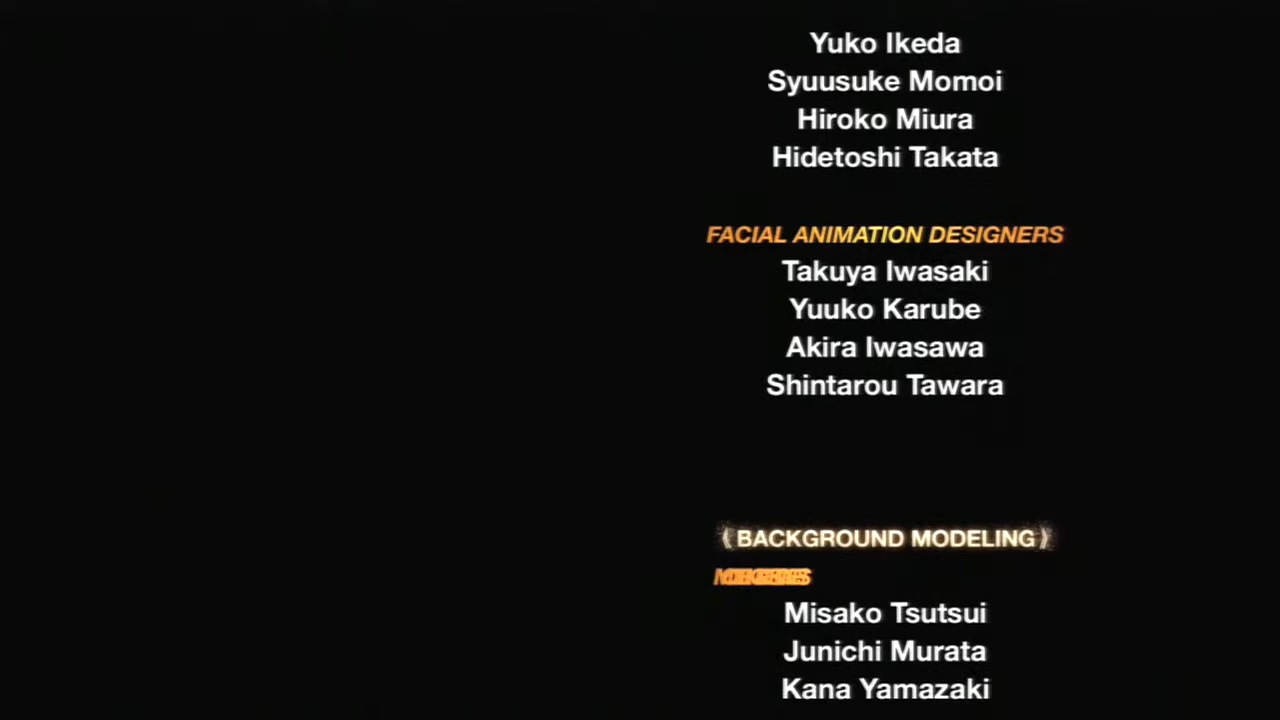 Yuko Ikeda
Syuusuke Momoi
Hiroko Miura
Hidetoshi Takata
FACIAL ANIMATION DESIGNERS
Takuya Iwasaki
Yuuko Karube
Akira Iwasawa
Shintarou Tawara
《BACKGROUND MODELING》
Misako Tsutsui
Junichi Murata
Kana Yamazaki